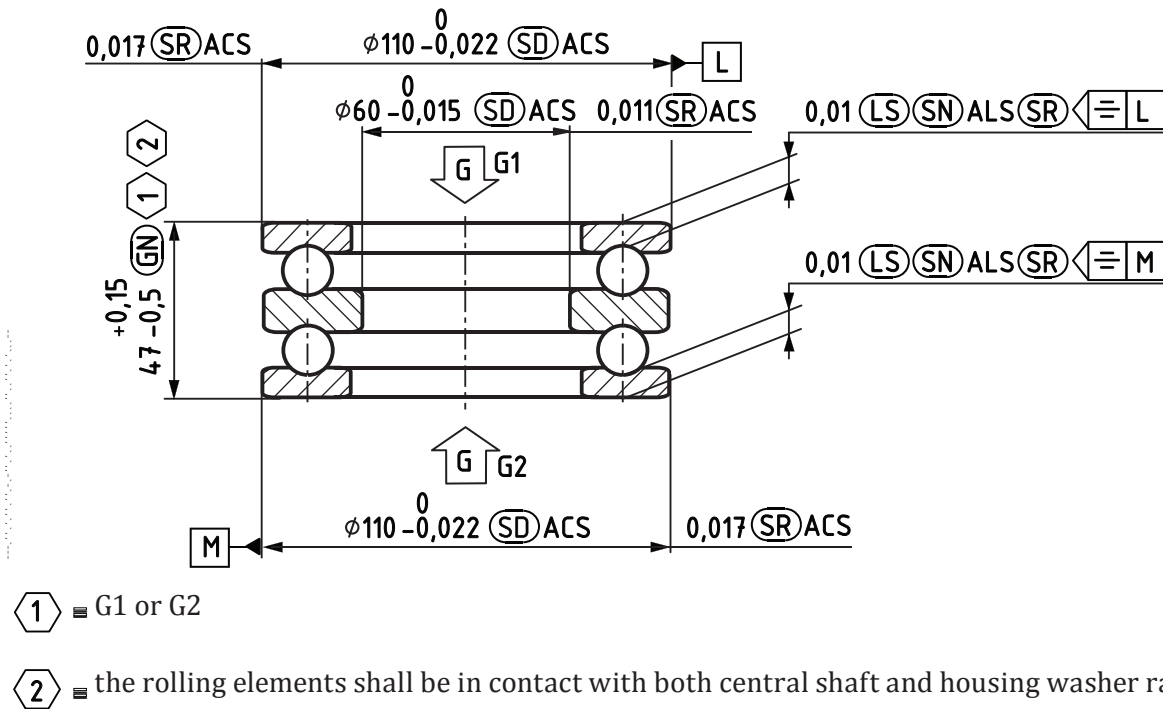 0
0,017 SR ACS ⌀110 -0,022 SD ACS L
0
⌀60 -0,015 SD ACS 0,011 SR ACS 0,01 LS SN ALS SR ⌯ L
G G1
+0,15
47 -0,5 GN 1 2
0,01 LS SN ALS SR ⌯ M
G G2
0
⌀110 -0,022 SD ACS 0,017 SR ACS
M
1 ≡ G1 or G2
2 ≡ the rolling elements shall be in contact with both central shaft and housing washer